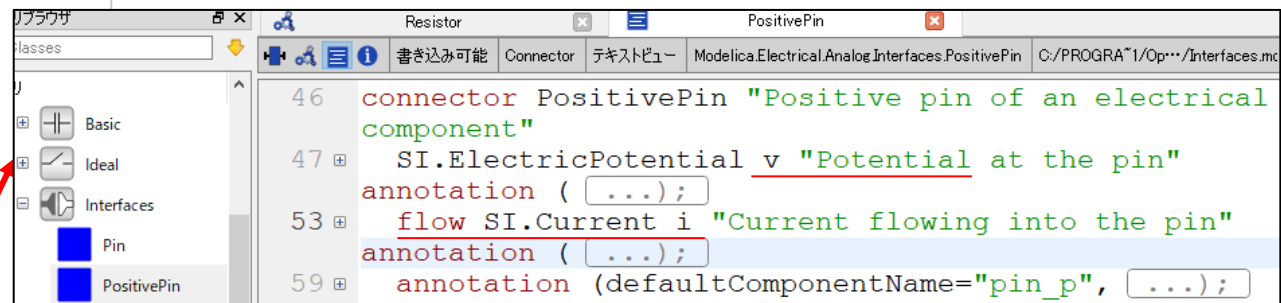 リブラウザ
Resistor
PositivePin
書き込み可能
Connector
テキストビュー
Modelica.Electrical.Analog.Interfaces.PositivePin
C:/PROGRA~1/Op…/Interfaces.mo
Basic
Ideal
Interfaces
Pin
PositivePin
46 connector PositivePin "Positive pin of an electrical
component"
47 SI.ElectricPotential v "Potential at the pin"
annotation ( ...);
53 flow SI.Current i "Current flowing into the pin"
annotation ( ...);
59 annotation (defaultComponentName="pin_p", ...);